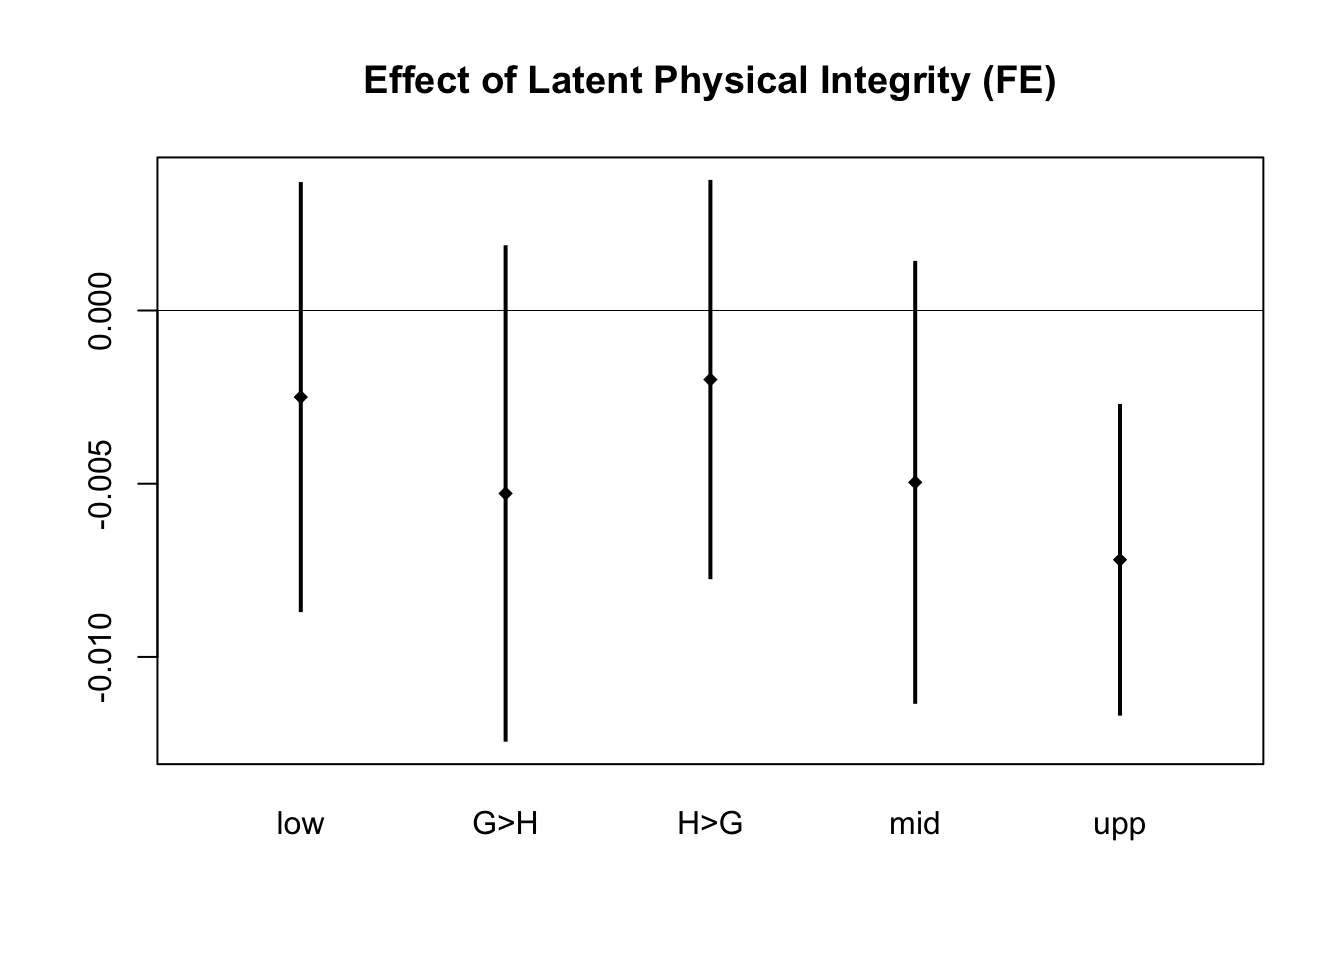 Effect of Latent Physical Integrity (FE)
0.000
-0.005
-0.010
low G>H H>G mid upp